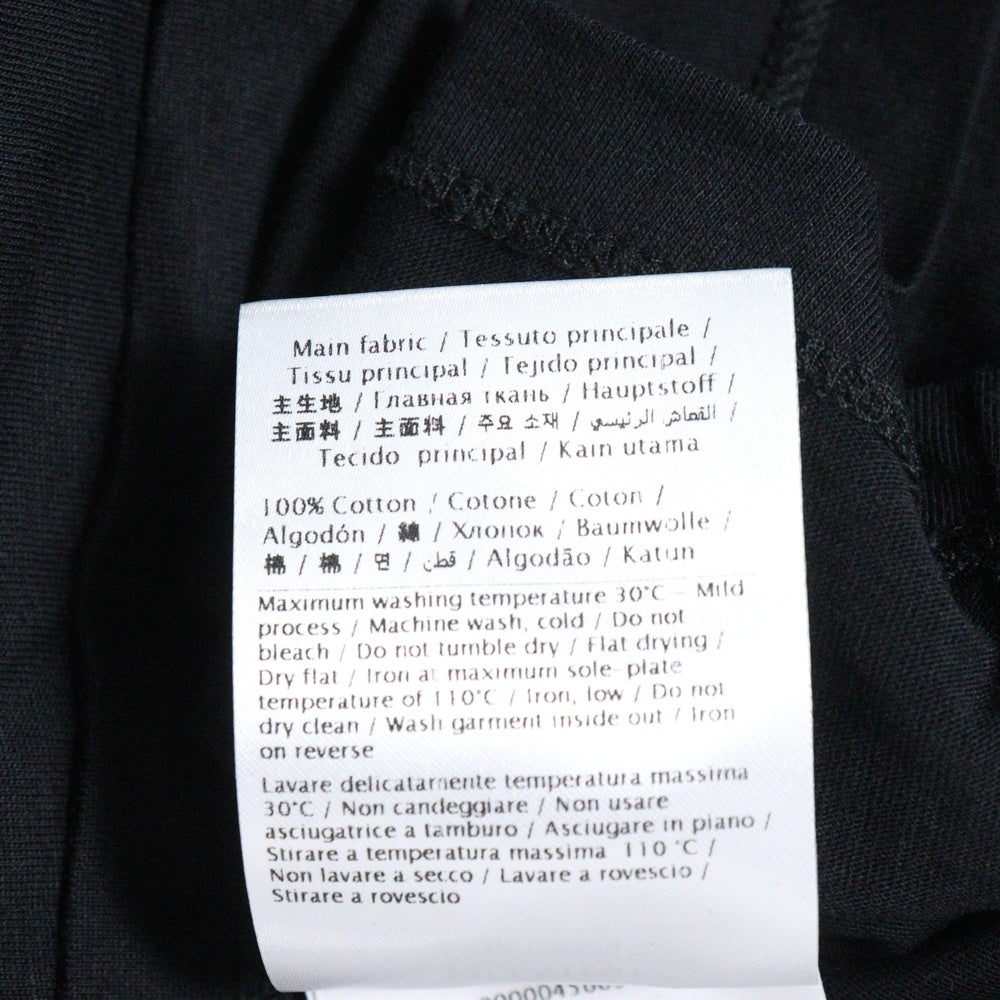 Main fabric / Tessuto principale /
Tissu principal / Tejido principal /
主生地 / Главная ткань / Hauptstoff /
主面料 / 主面料 / 주요 소재 / القماش الرئيسي /
Tecido principal / Kain utama
100% Cotton / Cotone / Coton /
Algodón / 綿 / Хлопок / Baumwolle /
棉 / 棉 / 면 / قطن / Algodão / Katun
Maximum washing temperature 30°C - Mild
process / Machine wash, cold / Do not
bleach / Do not tumble dry / Flat drying /
Dry flat / Iron at maximum sole-plate
temperature of 110°C / Iron, low / Do not
dry clean / Wash garment inside out / Iron
on reverse
Lavare delicatamente temperatura massima
30°C / Non candeggiare / Non usare
asciugatrice a tamburo / Asciugare in piano /
Stirare a temperatura massima 110 °C /
Non lavare a secco / Lavare a rovescio /
Stirare a rovescio